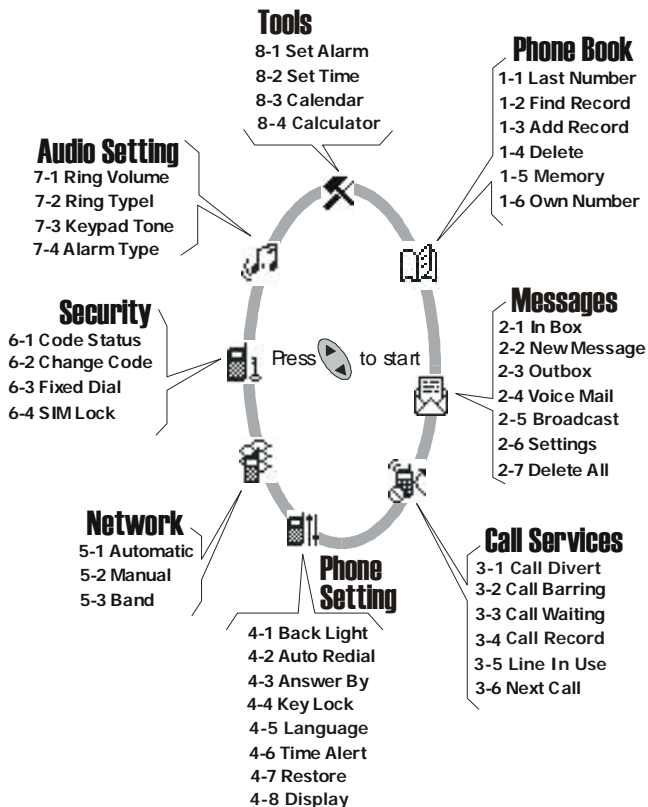 Tools
8-1 Set Alarm
8-2 Set Time
8-3 Calendar
8-4 Calculator
Phone Book
1-1 Last Number
1-2 Find Record
1-3 Add Record
1-4 Delete
1-5 Memory
1-6 Own Number
Audio Setting
7-1 Ring Volume
7-2 Ring Typel
7-3 Keypad Tone
7-4 Alarm Type
Security
6-1 Code Status
6-2 Change Code
6-3 Fixed Dial
6-4 SIM Lock
Press to start
Messages
2-1 In Box
2-2 New Message
2-3 Outbox
2-4 Voice Mail
2-5 Broadcast
2-6 Settings
2-7 Delete All
Network
5-1 Automatic
5-2 Manual
5-3 Band
Phone
Setting
4-1 Back Light
4-2 Auto Redial
4-3 Answer By
4-4 Key Lock
4-5 Language
4-6 Time Alert
4-7 Restore
4-8 Display
Call Services
3-1 Call Divert
3-2 Call Barring
3-3 Call Waiting
3-4 Call Record
3-5 Line In Use
3-6 Next Call